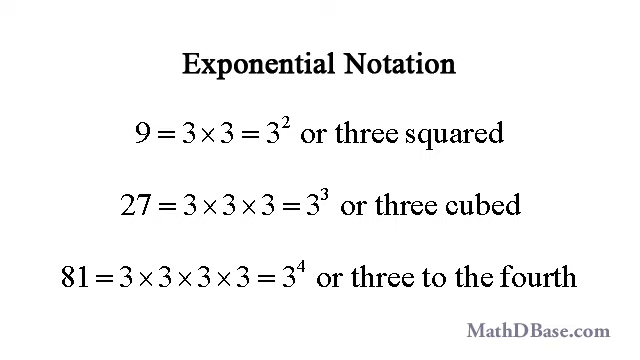 Exponential Notation
9 = 3 × 3 = 3² or three squared
27 = 3 × 3 × 3 = 3³ or three cubed
81 = 3 × 3 × 3 × 3 = 3⁴ or three to the fourth
MathDBase.com